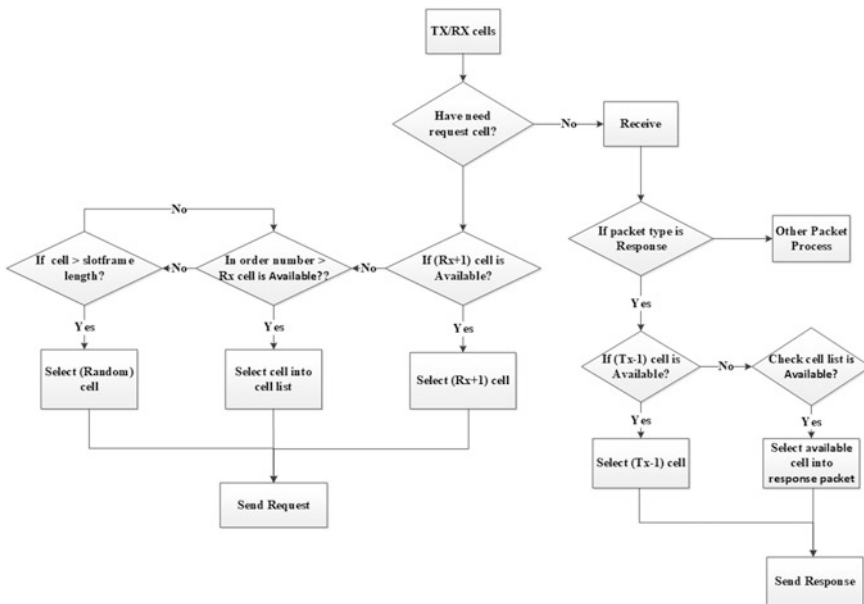 TX/RX cells
Have need
request cell?
No
Receive
No
If cell > slotframe
length?
No
In order number >
Rx cell is Available??
No
If (Rx+1) cell is
Available?
If packet type is
Response
Other Packet
Process
Yes
Yes
Yes
Yes
Select (Random)
cell
Select cell into
cell list
Select (Rx+1) cell
If (Tx-1) cell is
Available?
No
Check cell list is
Available?
Yes
Yes
Select (Tx-1) cell
Select available
cell into
response packet
Send Request
Send Response